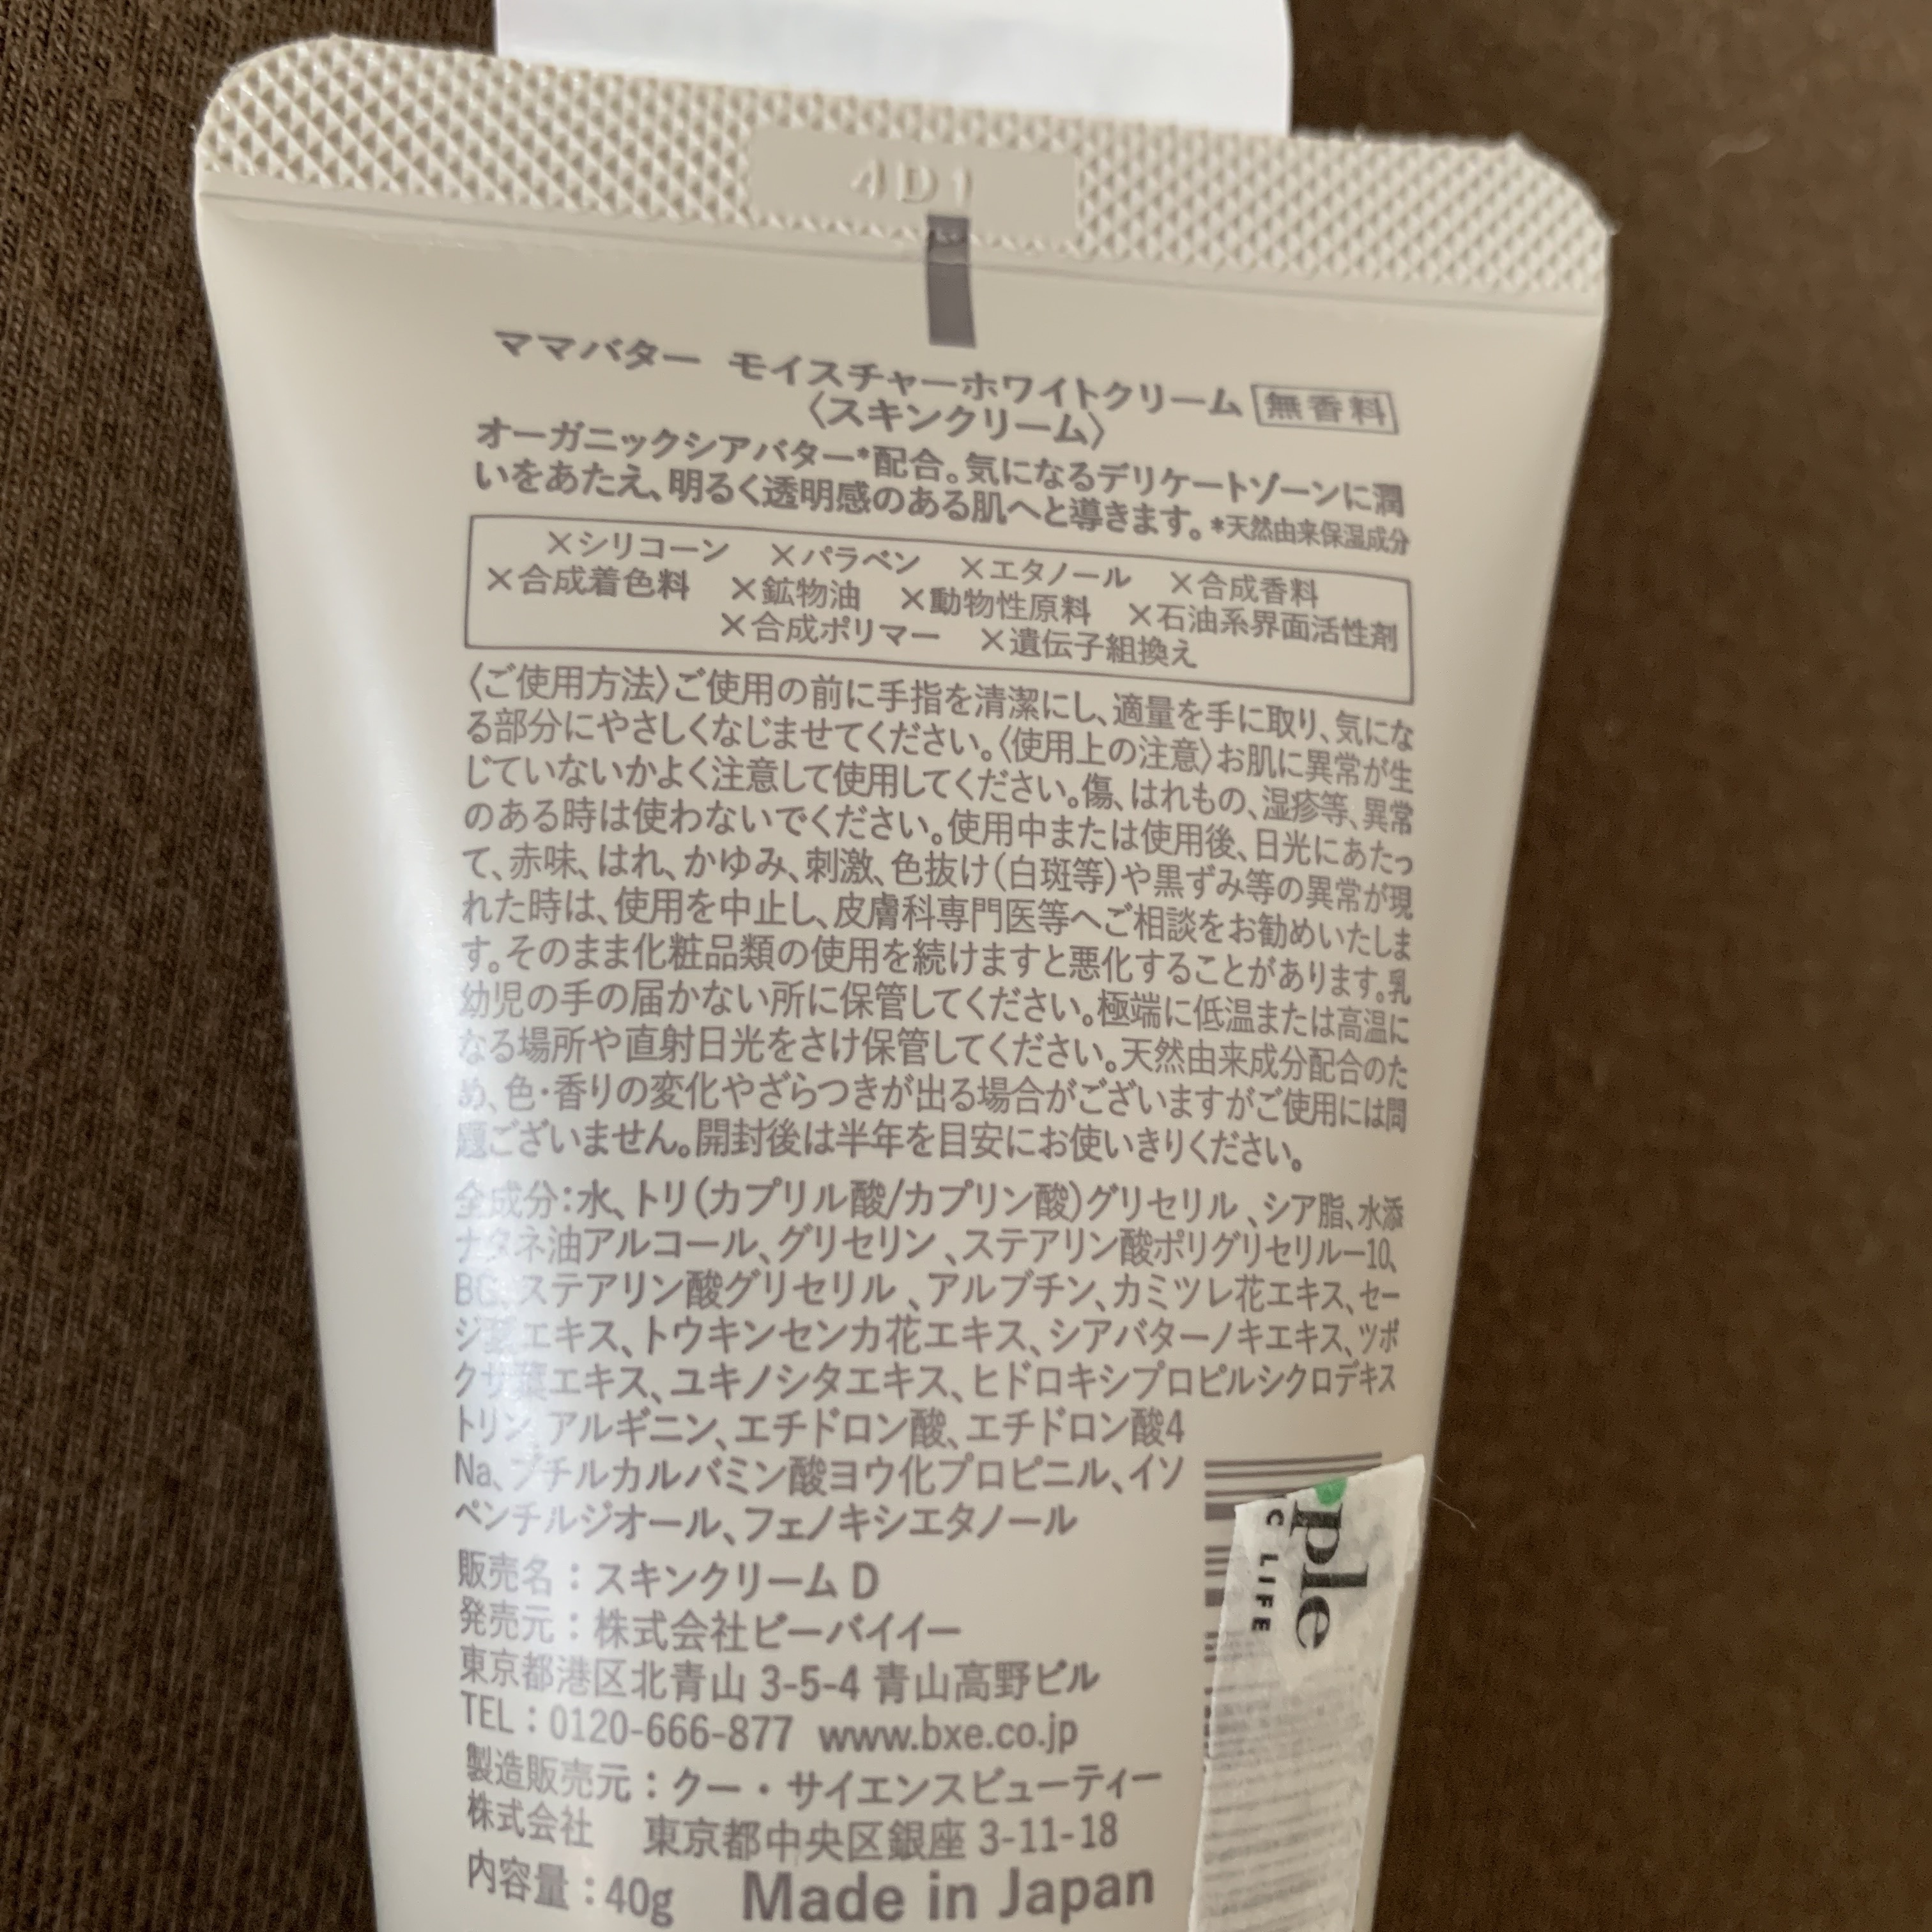 4D1
ママバター モイスチャーホワイトクリーム 無香料
〈スキンクリーム〉
オーガニックシアバター*配合。気になるデリケートゾーンに潤
いをあたえ、明るく透明感のある肌へと導きます。*天然由来保湿成分
×シリコーン ×パラベン ×エタノール ×合成香料
×合成着色料 ×鉱物油 ×動物性原料 ×石油系界面活性剤
×合成ポリマー ×遺伝子組換え
〈ご使用方法〉ご使用の前に手指を清潔にし、適量を手に取り、気にな
る部分にやさしくなじませてください。〈使用上の注意〉お肌に異常が生
じていないかよく注意して使用してください。傷、はれもの、湿疹等、異常
のある時は使わないでください。使用中または使用後、日光にあたっ
て、赤味、はれ、かゆみ、刺激、色抜け(白斑等)や黒ずみ等の異常が現
れた時は、使用を中止し、皮膚科専門医等へご相談をお勧めいたしま
す。そのまま化粧品類の使用を続けますと悪化することがあります。乳
幼児の手の届かない所に保管してください。極端に低温または高温に
なる場所や直射日光をさけ保管してください。天然由来成分配合のた
め、色・香りの変化やざらつきが出る場合がございますがご使用には問
題ございません。開封後は半年を目安にお使いきりください。
全成分:水、トリ(カプリル酸/カプリン酸)グリセリル、シア脂、水添
ナタネ油アルコール、グリセリン、ステアリン酸ポリグリセリル―10、
BG、ステアリン酸グリセリル、アルブチン、カミツレ花エキス、セー
ジ葉エキス、トウキンセンカ花エキス、シアバターノキエキス、ツボ
クサ葉エキス、ユキノシタエキス、ヒドロキシプロピルシクロデキス
トリン、アルギニン、エチドロン酸、エチドロン酸4
Na、ブチルカルバミン酸ヨウ化プロピニル、イソ
ペンチルジオール、フェノキシエタノール
販売名:スキンクリーム D
発売元:株式会社ビーバイイー
東京都港区北青山 3-5-4 青山高野ビル
TEL:0120-666-877 www.bxe.co.jp
製造販売元:クー・サイエンスビューティー
株式会社 東京都中央区銀座 3-11-18
内容量:40g Made in Japan
ple
C LIFE